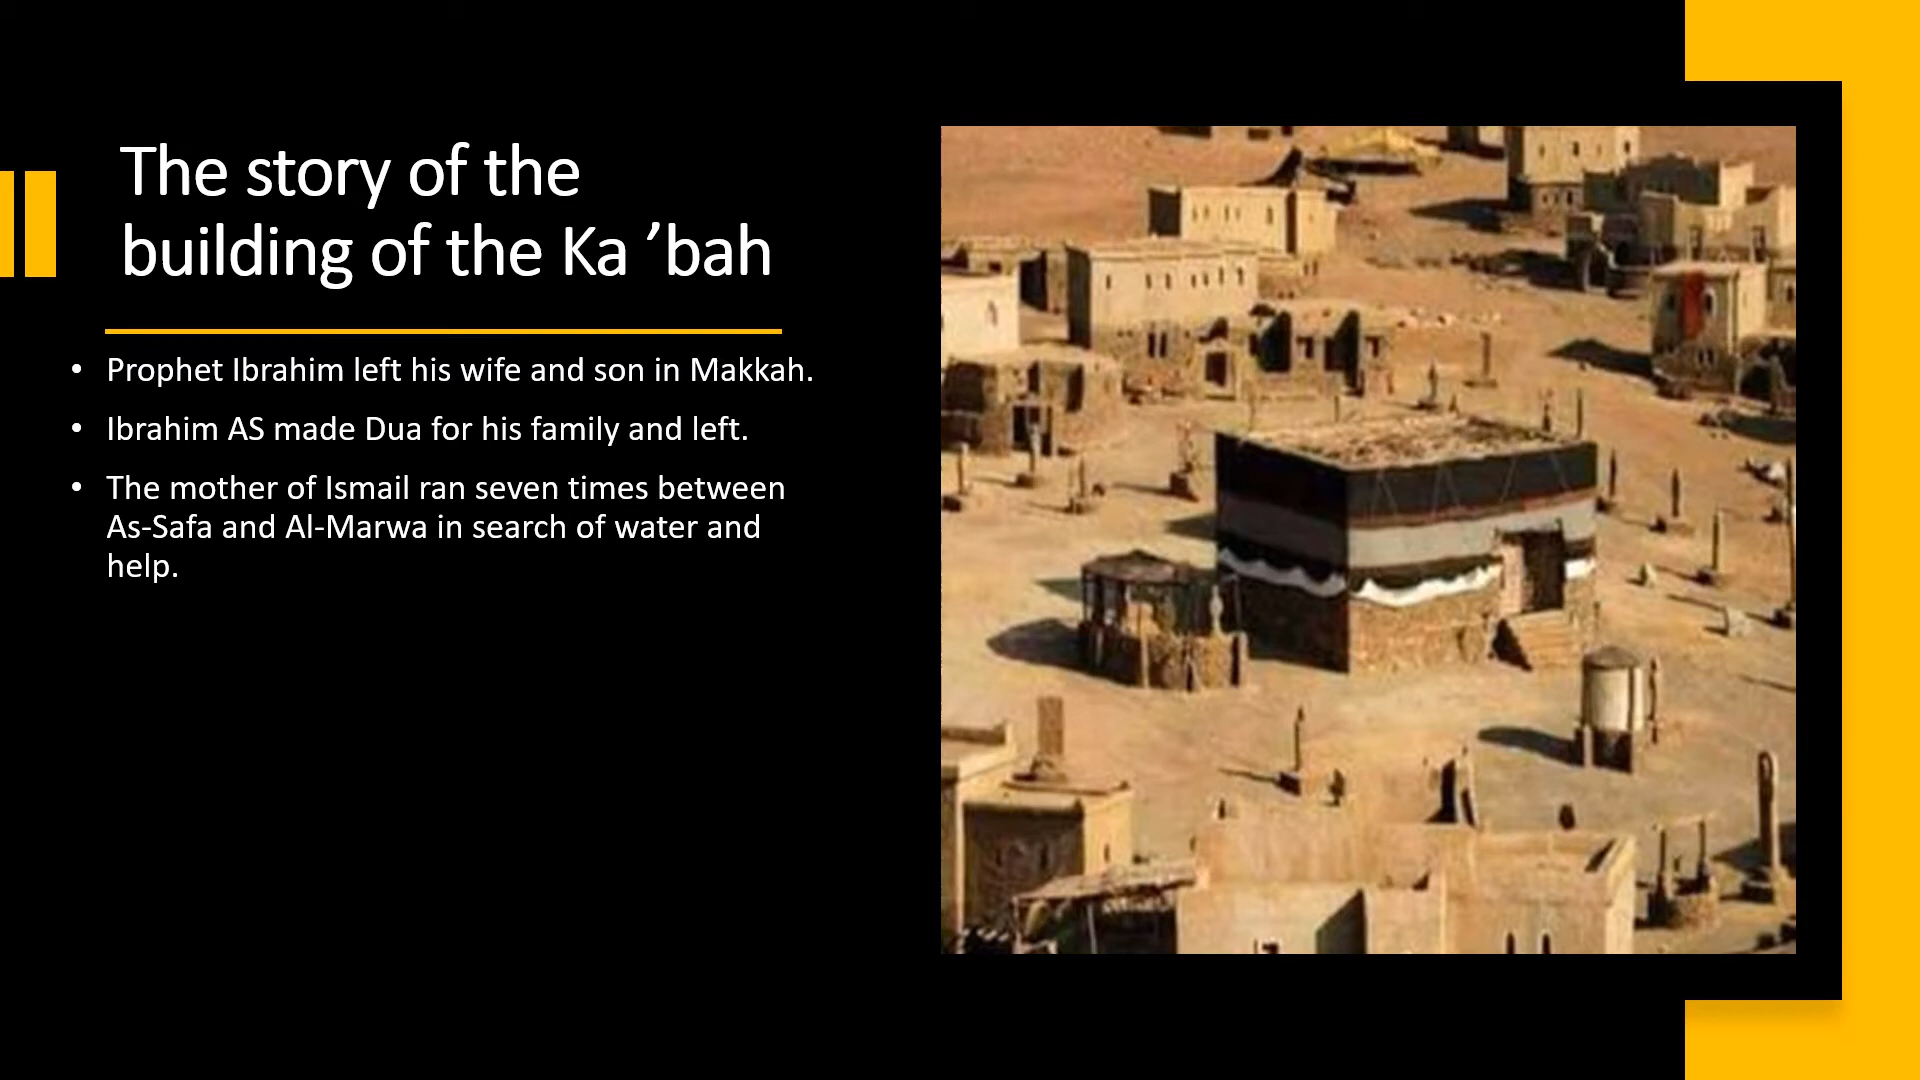 The story of the
building of the Ka ’bah
• Prophet Ibrahim left his wife and son in Makkah.
• Ibrahim AS made Dua for his family and left.
• The mother of Ismail ran seven times between
As-Safa and Al-Marwa in search of water and
help.